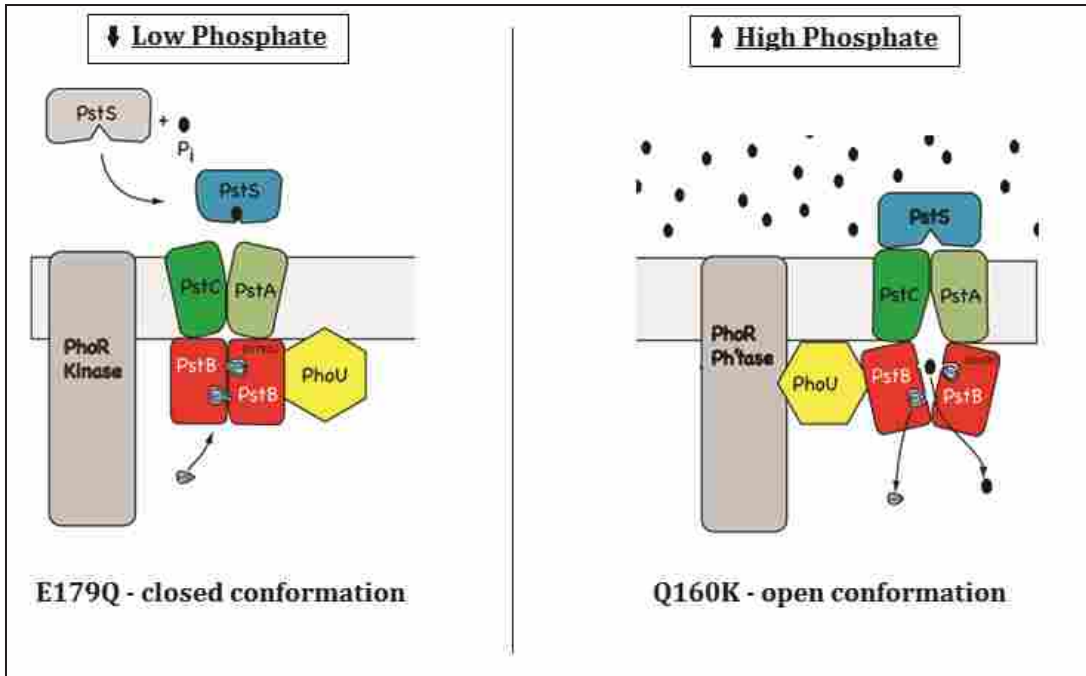 Low Phosphate
High Phosphate
PstS
+
Pi
PstS
PstS
PstC
PstA
PstC
PstA
PhoR
Kinase
PhoR
Ph'tase
PstB
PstB
PhoU
PhoU
PstB
PstB
E179Q - closed conformation
Q160K - open conformation